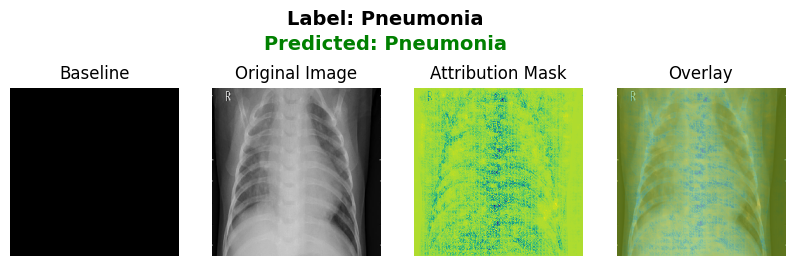 Label: Pneumonia
Predicted: Pneumonia
Baseline
Original Image
Attribution Mask
Overlay
R
R
R